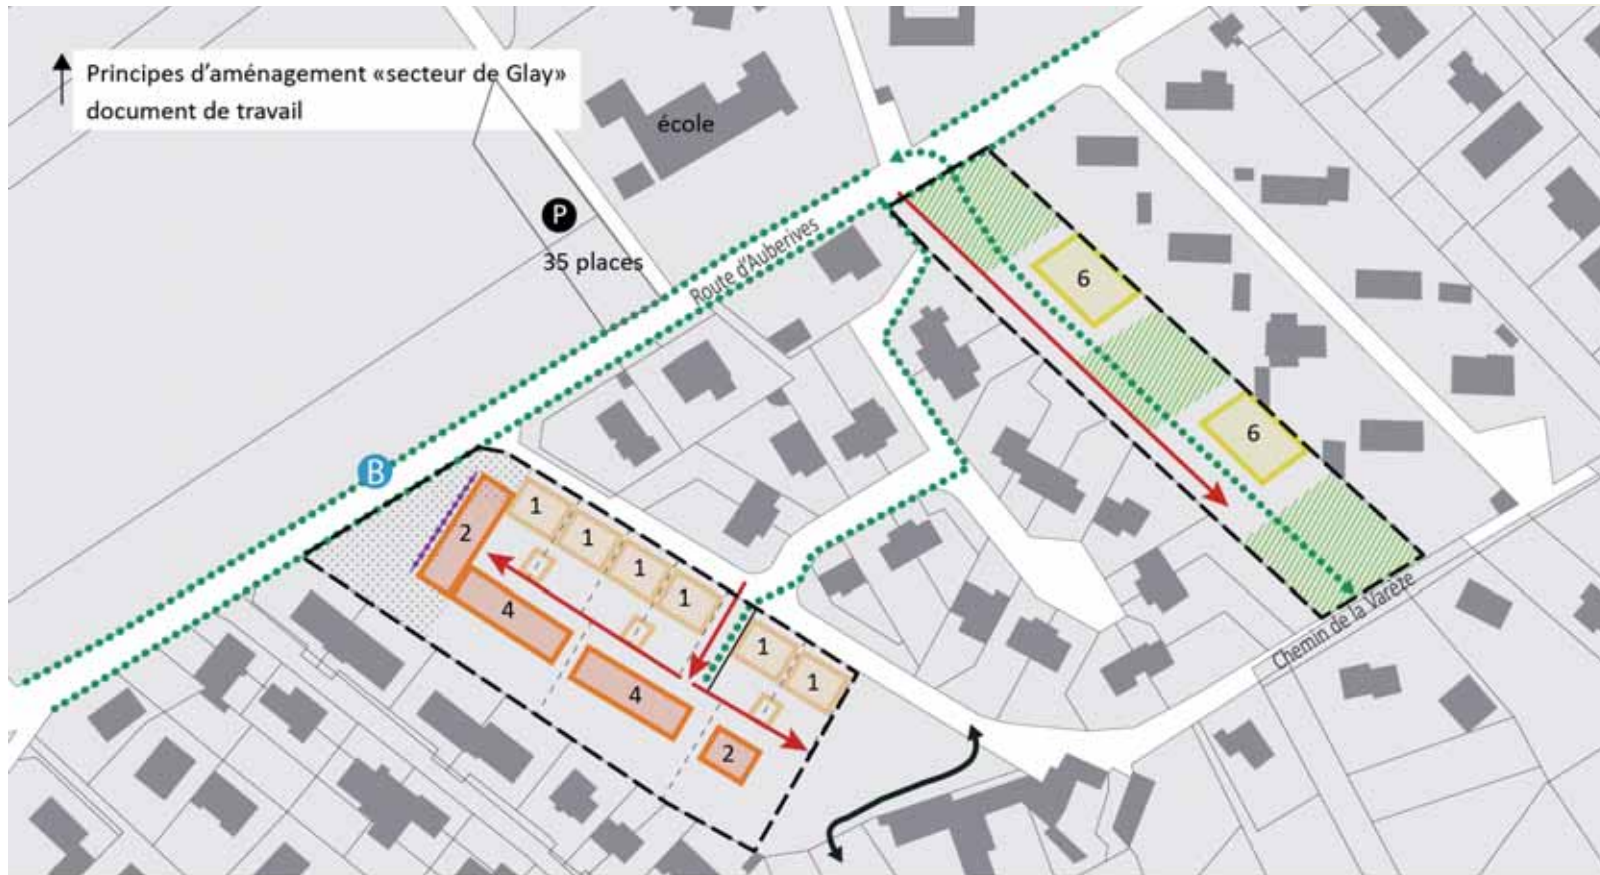 Principes d'aménagement «secteur de Glay»
document de travail
école
P
35 places
Route d'Auberives
6
6
B
2
1
1
1
1
4
1
1
4
2
Chemin de la Varèze